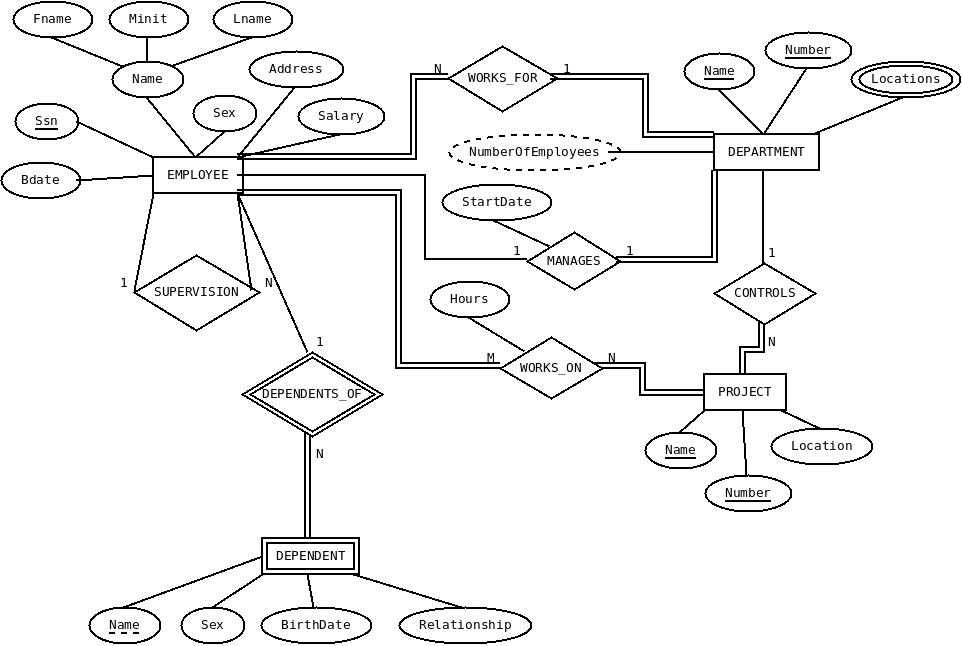 Fname
Minit
Lname
Number
Address
Name
Name
Locations
N
WORKS_FOR
1
Sex
Salary
Ssn
NumberOfEmployees
DEPARTMENT
EMPLOYEE
Bdate
StartDate
1
MANAGES
1
1
1
SUPERVISION
N
CONTROLS
Hours
1
N
M
WORKS_ON
N
DEPENDENTS_OF
PROJECT
N
Name
Location
Number
DEPENDENT
Name
Sex
BirthDate
Relationship